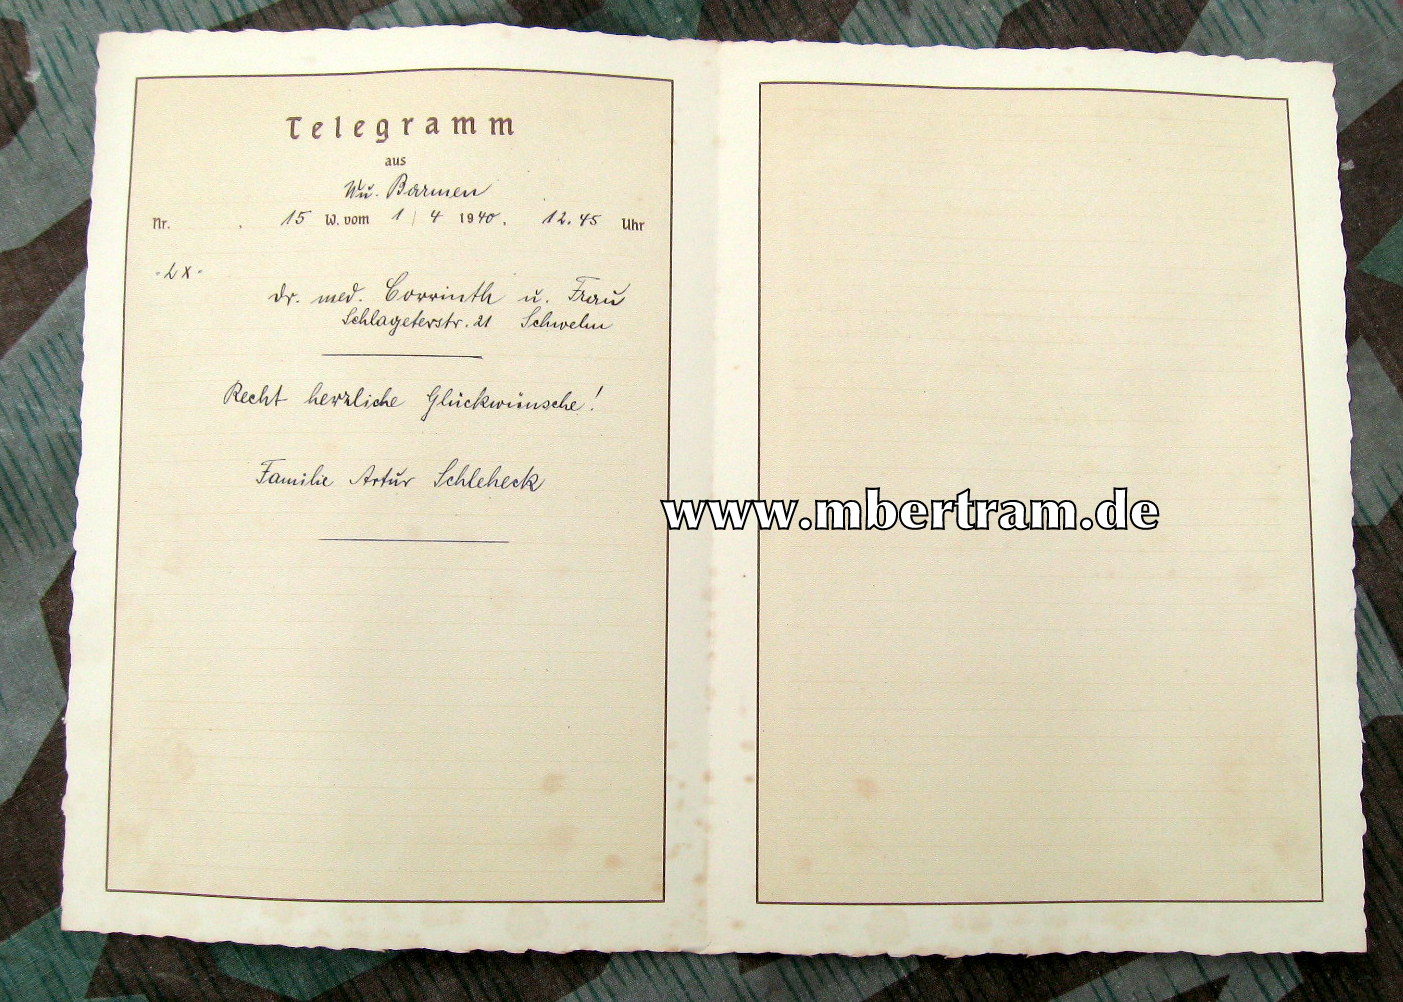 Telegramm
aus
Wu. Barmen
Nr. 15 W. vom 1/4 1940. 12.45 Uhr
"Lx"
Dr. med. Corrinth u. Frau
Schlageterstr. 21 Schwelm
Recht herzliche Glückwünsche!
Familie Artur Schleheck
www.mbertram.de